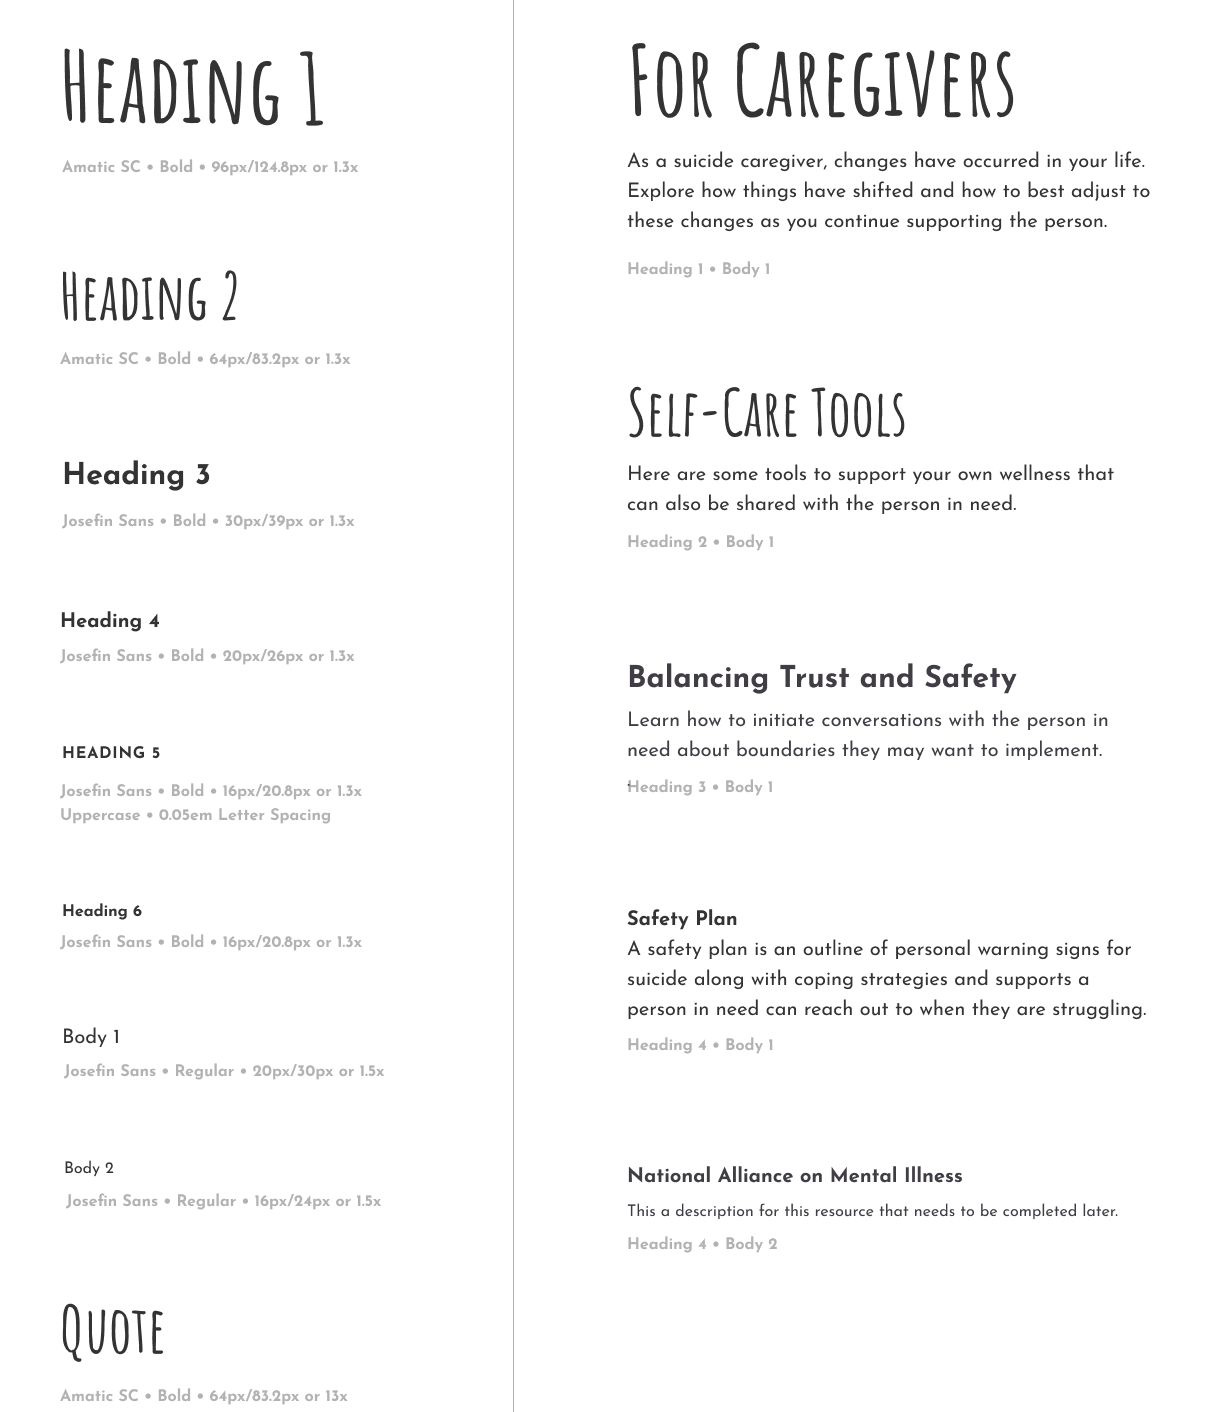 Heading 1
Amatic SC • Bold • 96px/124.8px or 1.3x
Heading 2
Amatic SC • Bold • 64px/83.2px or 1.3x
Heading 3
Josefin Sans • Bold • 30px/39px or 1.3x
Heading 4
Josefin Sans • Bold • 20px/26px or 1.3x
HEADING 5
Josefin Sans • Bold • 16px/20.8px or 1.3x
Uppercase • 0.05em Letter Spacing
Heading 6
Josefin Sans • Bold • 16px/20.8px or 1.3x
Body 1
Josefin Sans • Regular • 20px/30px or 1.5x
Body 2
Josefin Sans • Regular • 16px/24px or 1.5x
Quote
Amatic SC • Bold • 64px/83.2px or 13x
For Caregivers
As a suicide caregiver, changes have occurred in your life.
Explore how things have shifted and how to best adjust to
these changes as you continue supporting the person.
Heading 1 • Body 1
Self-Care Tools
Here are some tools to support your own wellness that
can also be shared with the person in need.
Heading 2 • Body 1
Balancing Trust and Safety
Learn how to initiate conversations with the person in
need about boundaries they may want to implement.
Heading 3 • Body 1
Safety Plan
A safety plan is an outline of personal warning signs for
suicide along with coping strategies and supports a
person in need can reach out to when they are struggling.
Heading 4 • Body 1
National Alliance on Mental Illness
This a description for this resource that needs to be completed later.
Heading 4 • Body 2